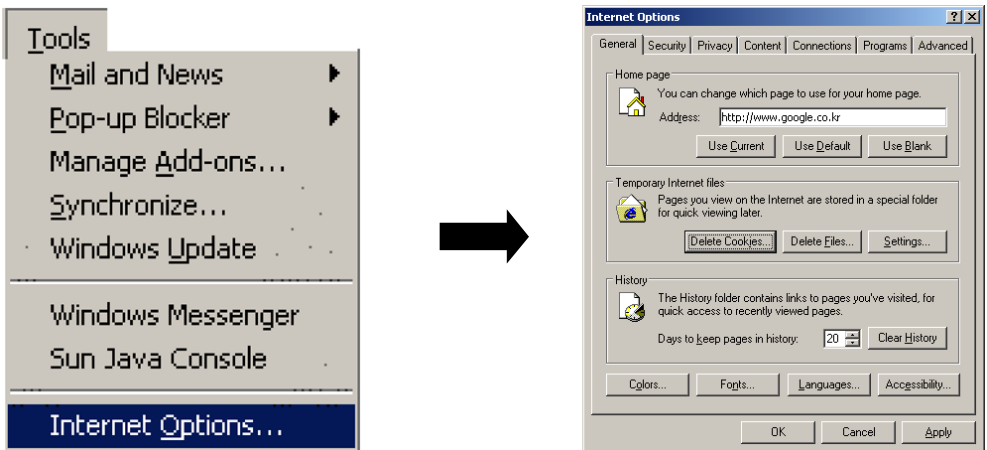 Tools
Mail and News
Pop-up Blocker
Manage Add-ons...
Synchronize...
Windows Update
Windows Messenger
Sun Java Console
Internet Options...
Internet Options
General Security Privacy Content Connections Programs Advanced
Home page
You can change which page to use for your home page.
Address: http://www.google.co.kr
Use Current Use Default Use Blank
Temporary Internet files
Pages you view on the Internet are stored in a special folder
for quick viewing later.
Delete Cookies... Delete Files... Settings...
History
The History folder contains links to pages you've visited, for
quick access to recently viewed pages.
Days to keep pages in history: 20 Clear History
Colors... Fonts... Languages... Accessibility...
OK Cancel Apply